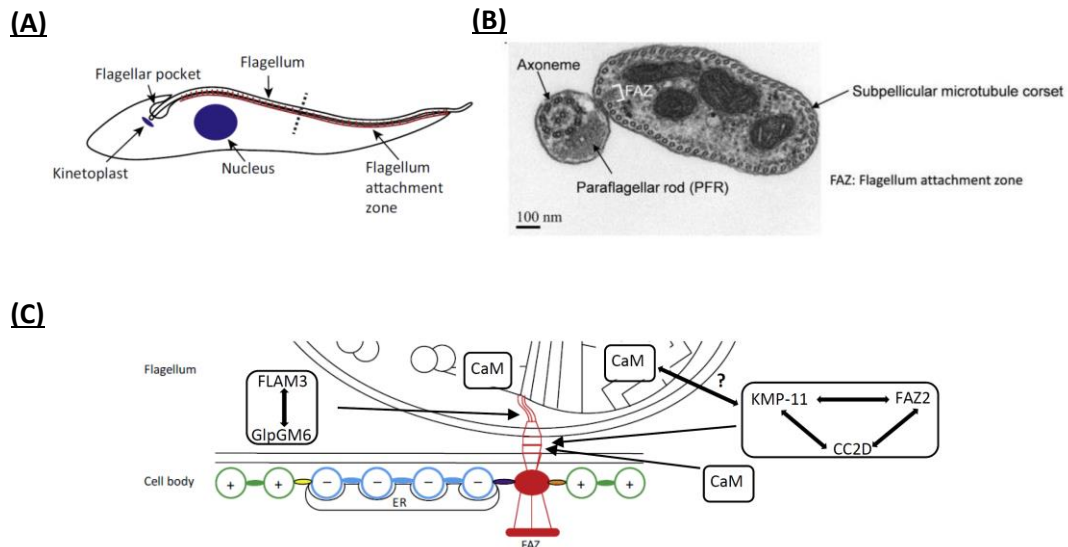 (A)
Flagellar pocket
Flagellum
Kinetoplast
Nucleus
Flagellum
attachment
zone
(B)
Axoneme
FAZ
Subpellicular microtubule corset
Paraflagellar rod (PFR)
FAZ: Flagellum attachment zone
100 nm
(C)
Flagellum
FLAM3
GlpGM6
CaM
CaM
?
KMP-11
FAZ2
CC2D
CaM
Cell body
+ + − − − − + +
ER
FAZ